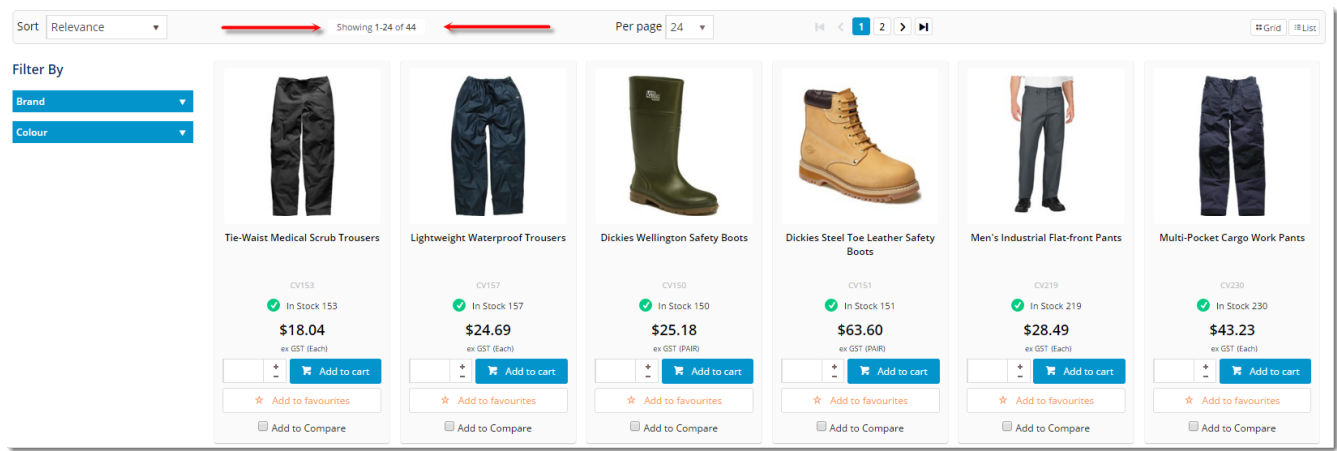 Sort Relevance Showing 1-24 of 44 Per page 24 1 2 Grid List
Filter By
Brand
Colour
Tie-Waist Medical Scrub Trousers
CV153
In Stock 153
$18.04
ex GST (Each)
+
-
Add to cart
Add to favourites
Add to Compare
Lightweight Waterproof Trousers
CV157
In Stock 157
$24.69
ex GST (Each)
+
-
Add to cart
Add to favourites
Add to Compare
Dickies Wellington Safety Boots
CV150
In Stock 150
$25.18
ex GST (PAIR)
+
-
Add to cart
Add to favourites
Add to Compare
Dickies Steel Toe Leather Safety
Boots
CV151
In Stock 151
$63.60
ex GST (PAIR)
+
-
Add to cart
Add to favourites
Add to Compare
Men's Industrial Flat-front Pants
CV219
In Stock 219
$28.49
ex GST (Each)
+
-
Add to cart
Add to favourites
Add to Compare
Multi-Pocket Cargo Work Pants
CV230
In Stock 230
$43.23
ex GST (Each)
+
-
Add to cart
Add to favourites
Add to Compare